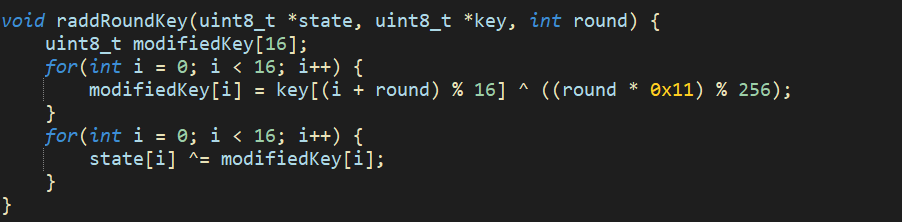 void raddRoundKey(uint8_t *state, uint8_t *key, int round) {
    uint8_t modifiedKey[16];
    for(int i = 0; i < 16; i++) {
        modifiedKey[i] = key[(i + round) % 16] ^ ((round * 0x11) % 256);
    }
    for(int i = 0; i < 16; i++) {
        state[i] ^= modifiedKey[i];
    }
}